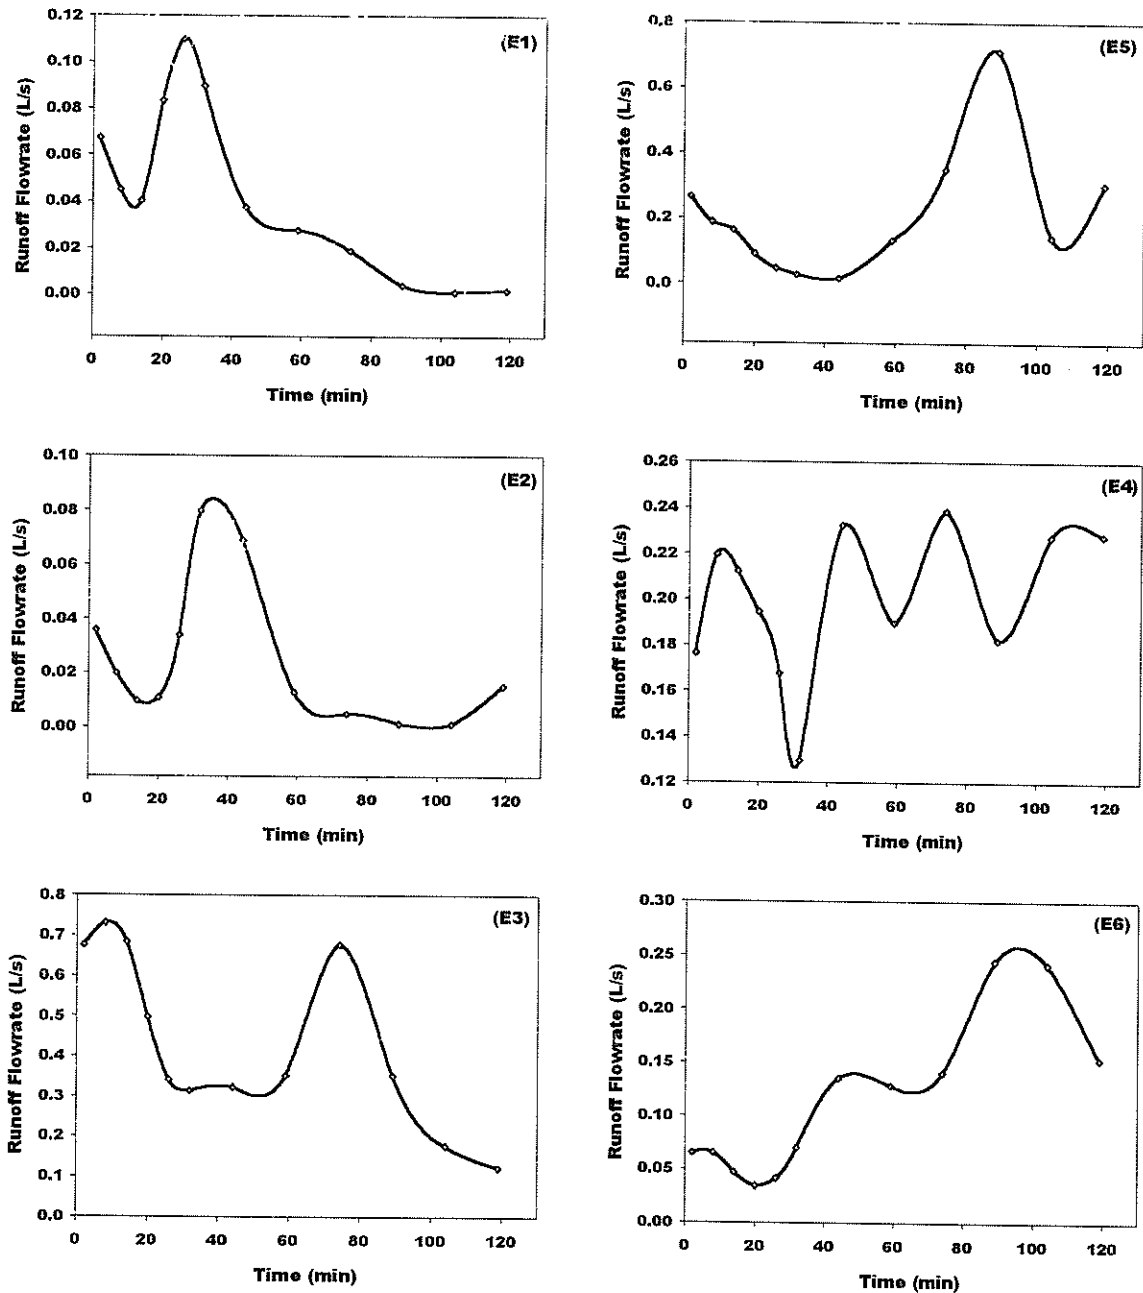 (E1)
Runoff Flowrate (L/s)
0.12
0.10
0.08
0.06
0.04
0.02
0.00
0 20 40 60 80 100 120
Time (min)
(E5)
Runoff Flowrate (L/s)
0.8
0.6
0.4
0.2
0.0
0 20 40 60 80 100 120
Time (min)
(E2)
Runoff Flowrate (L/s)
0.10
0.08
0.06
0.04
0.02
0.00
0 20 40 60 80 100 120
Time (min)
(E4)
Runoff Flowrate (L/s)
0.26
0.24
0.22
0.20
0.18
0.16
0.14
0.12
0 20 40 60 80 100 120
Time (min)
(E3)
Runoff Flowrate (L/s)
0.8
0.7
0.6
0.5
0.4
0.3
0.2
0.1
0.0
0 20 40 60 80 100 120
Time (min)
(E6)
Runoff Flowrate (L/s)
0.30
0.25
0.20
0.15
0.10
0.05
0.00
0 20 40 60 80 100 120
Time (min)